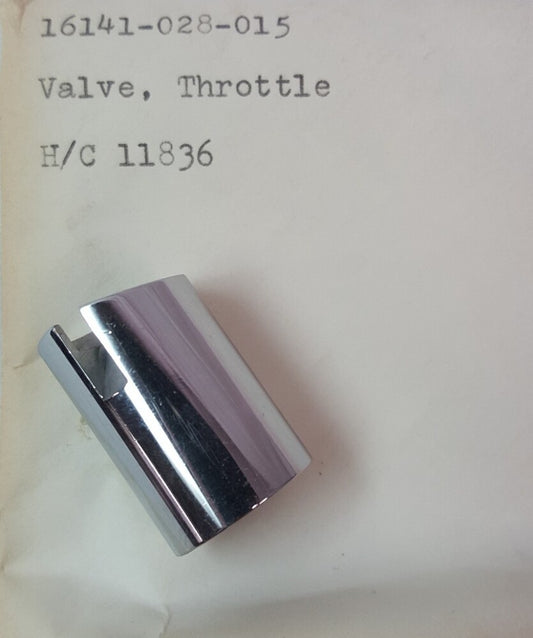 16141-028-015
Valve, Throttle
H/C 11836